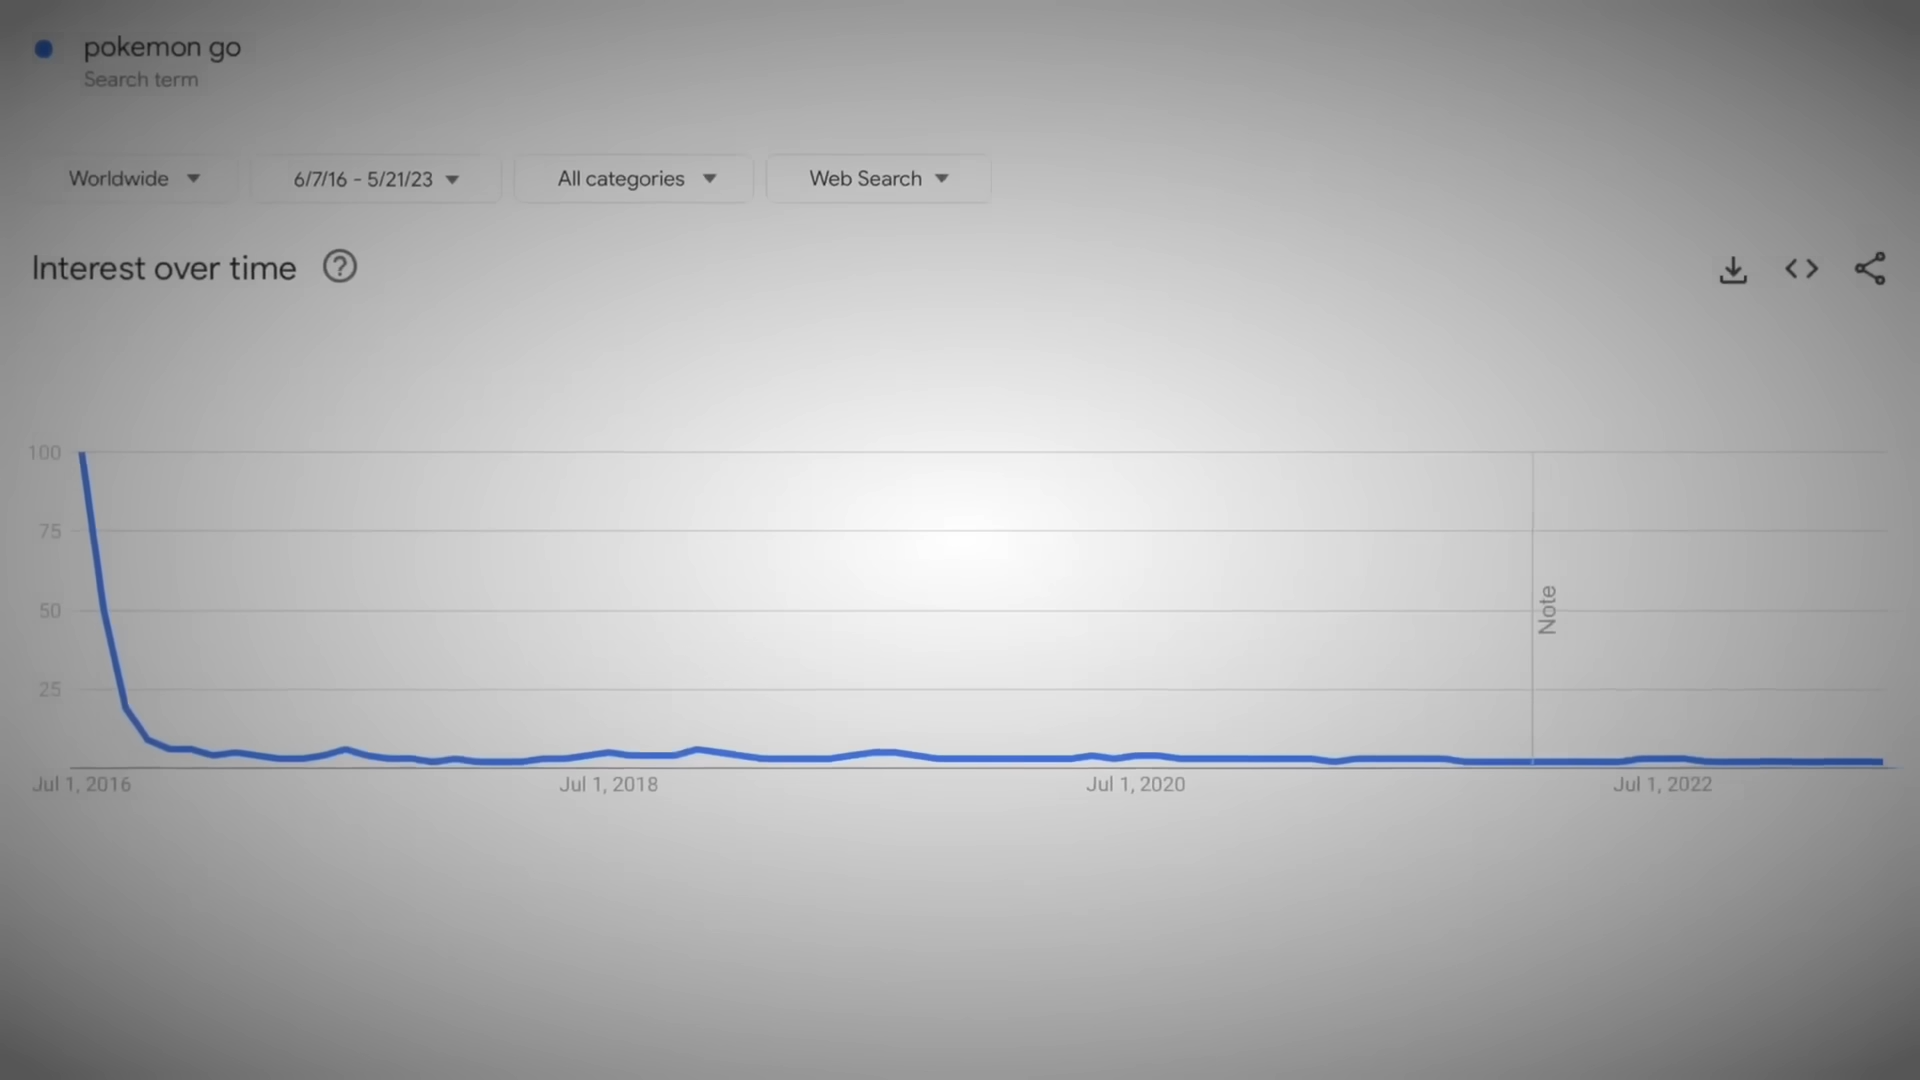 pokemon go
Search term
Worldwide
6/7/16 - 5/21/23
All categories
Web Search
Interest over time
?
100
75
50
25
Note
Jul 1, 2016
Jul 1, 2018
Jul 1, 2020
Jul 1, 2022